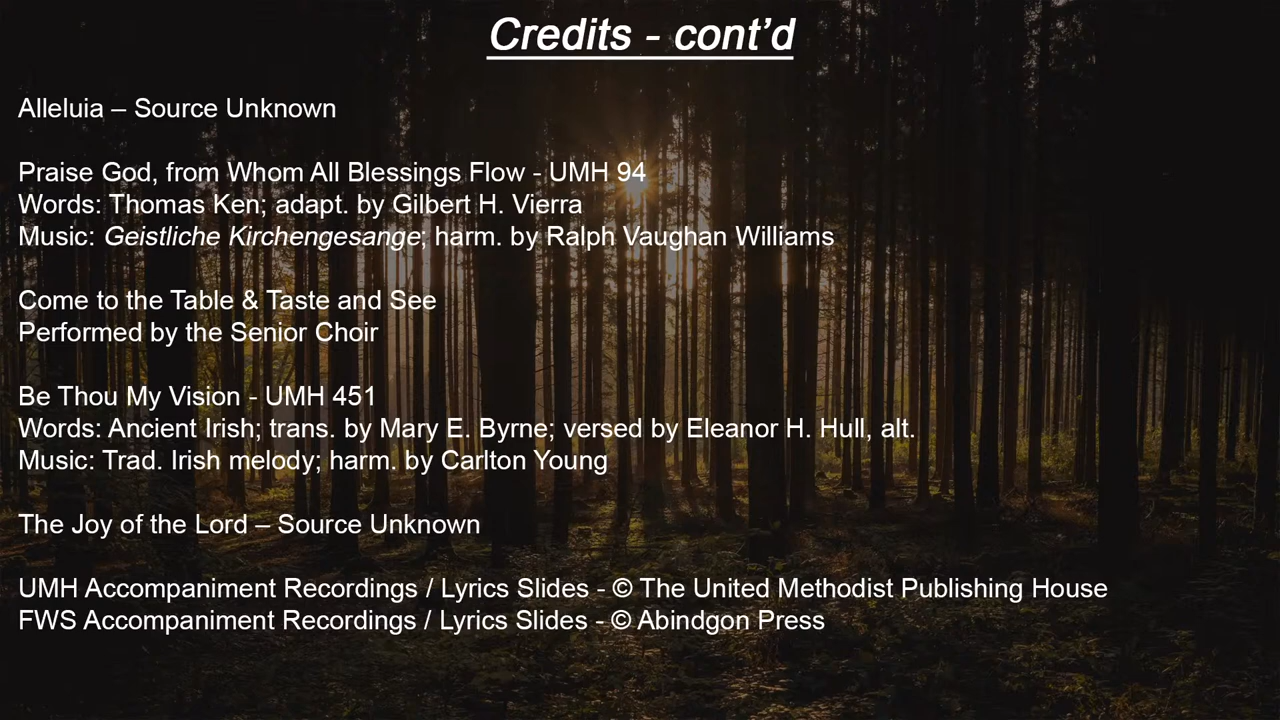 Credits - cont’d
Alleluia – Source Unknown
Praise God, from Whom All Blessings Flow - UMH 94
Words: Thomas Ken; adapt. by Gilbert H. Vierra
Music: Geistliche Kirchengesange; harm. by Ralph Vaughan Williams
Come to the Table & Taste and See
Performed by the Senior Choir
Be Thou My Vision - UMH 451
Words: Ancient Irish; trans. by Mary E. Byrne; versed by Eleanor H. Hull, alt.
Music: Trad. Irish melody; harm. by Carlton Young
The Joy of the Lord – Source Unknown
UMH Accompaniment Recordings / Lyrics Slides - © The United Methodist Publishing House
FWS Accompaniment Recordings / Lyrics Slides - © Abindgon Press